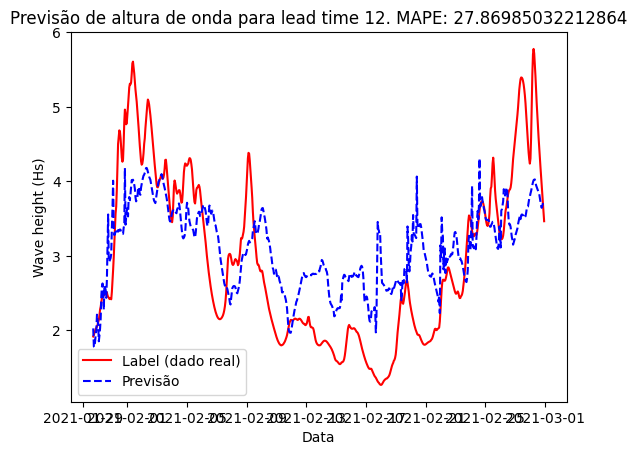 Previsão de altura de onda para lead time 12. MAPE: 27.86985032212864
6
5
4
3
2
Wave height (Hs)
Label (dado real)
Previsão
2021-01-29 2021-02-01 2021-02-05 2021-02-09 2021-02-13 2021-02-17 2021-02-21 2021-02-25 2021-03-01
Data